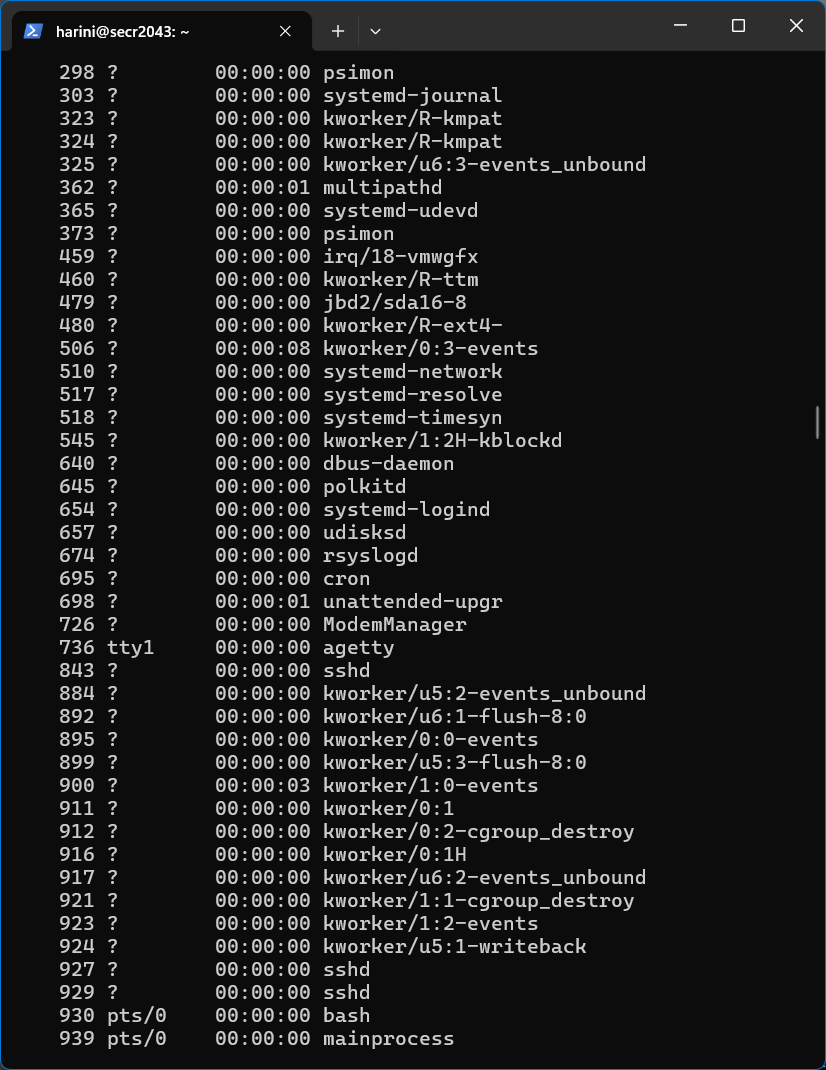 harini@secr2043: ~
298 ? 00:00:00 psimon
303 ? 00:00:00 systemd-journal
323 ? 00:00:00 kworker/R-kmpat
324 ? 00:00:00 kworker/R-kmpat
325 ? 00:00:00 kworker/u6:3-events_unbound
362 ? 00:00:01 multipathd
365 ? 00:00:00 systemd-udevd
373 ? 00:00:00 psimon
459 ? 00:00:00 irq/18-vmwgfx
460 ? 00:00:00 kworker/R-ttm
479 ? 00:00:00 jbd2/sda16-8
480 ? 00:00:00 kworker/R-ext4-
506 ? 00:00:08 kworker/0:3-events
510 ? 00:00:00 systemd-network
517 ? 00:00:00 systemd-resolve
518 ? 00:00:00 systemd-timesyn
545 ? 00:00:00 kworker/1:2H-kblockd
640 ? 00:00:00 dbus-daemon
645 ? 00:00:00 polkitd
654 ? 00:00:00 systemd-logind
657 ? 00:00:00 udisksd
674 ? 00:00:00 rsyslogd
695 ? 00:00:00 cron
698 ? 00:00:01 unattended-upgr
726 ? 00:00:00 ModemManager
736 tty1 00:00:00 agetty
843 ? 00:00:00 sshd
884 ? 00:00:00 kworker/u5:2-events_unbound
892 ? 00:00:00 kworker/u6:1-flush-8:0
895 ? 00:00:00 kworker/0:0-events
899 ? 00:00:00 kworker/u5:3-flush-8:0
900 ? 00:00:03 kworker/1:0-events
911 ? 00:00:00 kworker/0:1
912 ? 00:00:00 kworker/0:2-cgroup_destroy
916 ? 00:00:00 kworker/0:1H
917 ? 00:00:00 kworker/u6:2-events_unbound
921 ? 00:00:00 kworker/1:1-cgroup_destroy
923 ? 00:00:00 kworker/1:2-events
924 ? 00:00:00 kworker/u5:1-writeback
927 ? 00:00:00 sshd
929 ? 00:00:00 sshd
930 pts/0 00:00:00 bash
939 pts/0 00:00:00 mainprocess